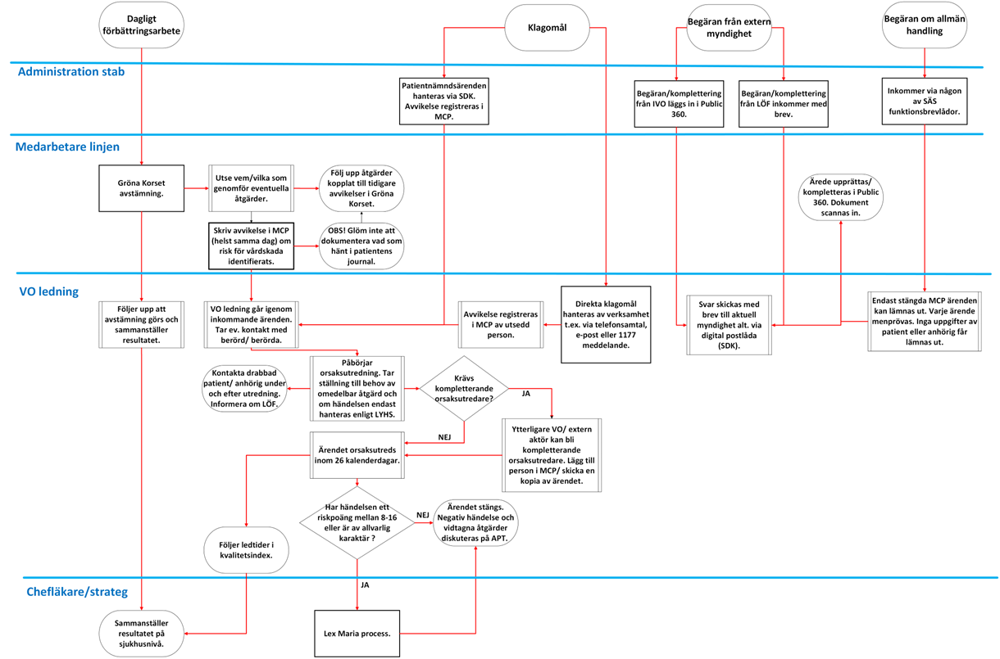 Dagligt
förbättringsarbete
Klagomål
Begäran från extern
myndighet
Begäran om allmän
handling
Administration stab
Patientnämndsärenden
hanteras via SDK.
Avvikelse registreras i
MCP.
Begäran/komplettering
från IVO läggs in i Public
360.
Begäran/komplettering
från LÖF inkommer med
brev.
Inkommer via någon
av SÄS
funktionsbrevlådor.
Medarbetare linjen
Gröna Korset
avstämning.
Utse vem/vilka som
genomför eventuella
åtgärder.
Följ upp åtgärder
kopplat till tidigare
avvikelser i Gröna
Korset.
Ärede upprättas/
kompletteras i Public
360. Dokument
scannas in.
Skriv avvikelse i MCP
(helst samma dag) om
risk för vårdskada
identifierats.
OBS! Glöm inte att
dokumentera vad som
hänt i patientens
journal.
VO ledning
Följer upp att
avstämning görs och
sammanställer
resultatet.
VO ledning går igenom
inkommande ärenden.
Tar ev. kontakt med
berörd/ berörda.
Avvikelse registreras
i MCP av utsedd
person.
Direkta klagomål
hanteras av verksamhet
t.ex. via telefonsamtal,
e-post eller 1177
meddelande.
Svar skickas med
brev till aktuell
myndighet alt. via
digital postlåda
(SDK).
Endast stängda MCP ärenden
kan lämnas ut. Varje ärende
menprövas. Inga uppgifter av
patient eller anhörig får
lämnas ut.
Kontakta drabbad
patient/ anhörig under
och efter utredning.
Informera om LÖF.
Påbörjar
orsaksutredning. Tar
ställning till behov av
omedelbar åtgärd och
om händelsen endast
hanteras enligt LYHS.
Krävs
kompletterande
orsaksutredare?
JA
NEJ
Ytterligare VO/ extern
aktör kan bli
kompletterande
orsaksutredare. Lägg till
person i MCP/ skicka en
kopia av ärendet.
Ärendet orsaksutreds
inom 26 kalenderdagar.
Har händelsen ett
riskpoäng mellan 8-16
eller är av allvarlig
karaktär ?
NEJ
Ärendet stängs.
Negativ händelse och
vidtagna åtgärder
diskuteras på APT.
Följer ledtider i
kvalitetsindex.
JA
Chefläkare/strateg
Sammanställer
resultatet på
sjukhusnivå.
Lex Maria process.